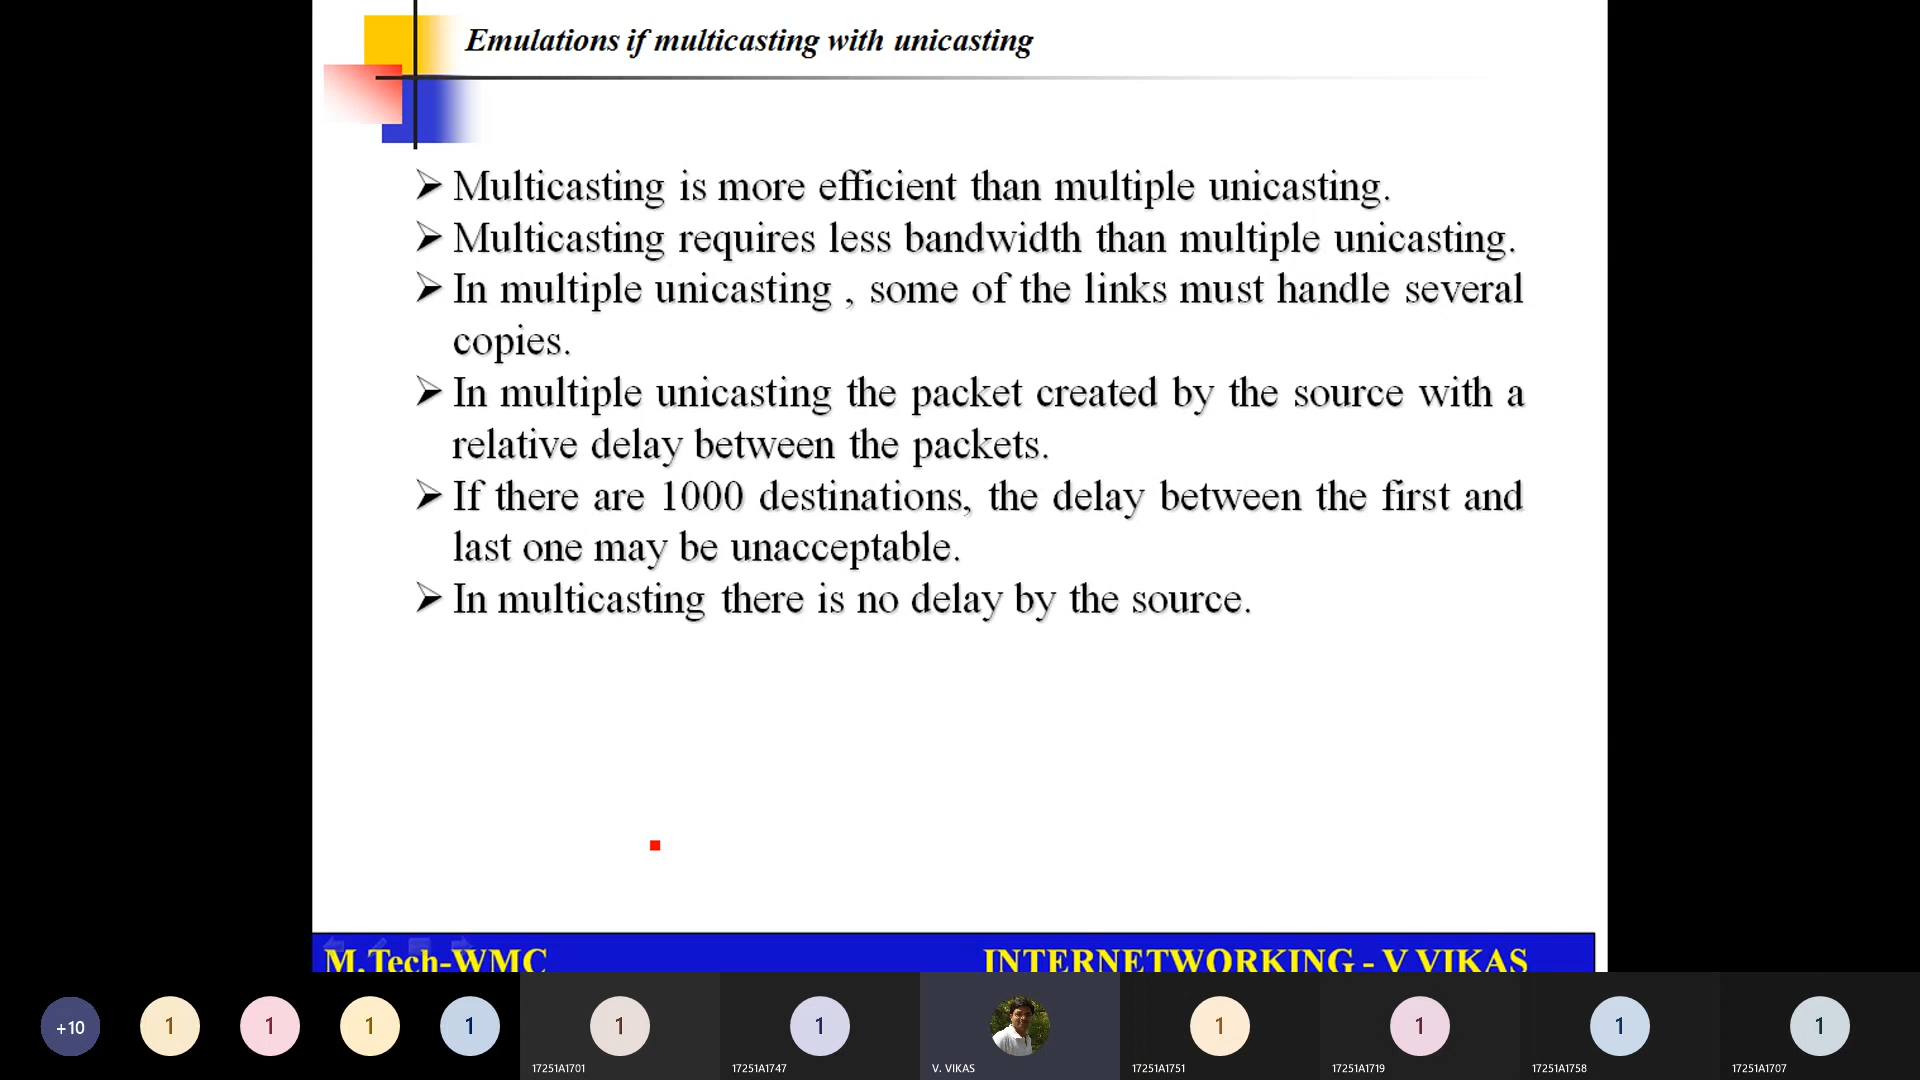 Emulations if multicasting with unicasting
➢ Multicasting is more efficient than multiple unicasting.
➢ Multicasting requires less bandwidth than multiple unicasting.
➢ In multiple unicasting , some of the links must handle several
copies.
➢ In multiple unicasting the packet created by the source with a
relative delay between the packets.
➢ If there are 1000 destinations, the delay between the first and
last one may be unacceptable.
➢ In multicasting there is no delay by the source.
M.Tech-WMC INTERNETWORKING - V VIKAS
+10 1 1 1 1 1 1 1 1 1 1
17251A1701 17251A1747 V. VIKAS 17251A1751 17251A1719 17251A1758 17251A1707